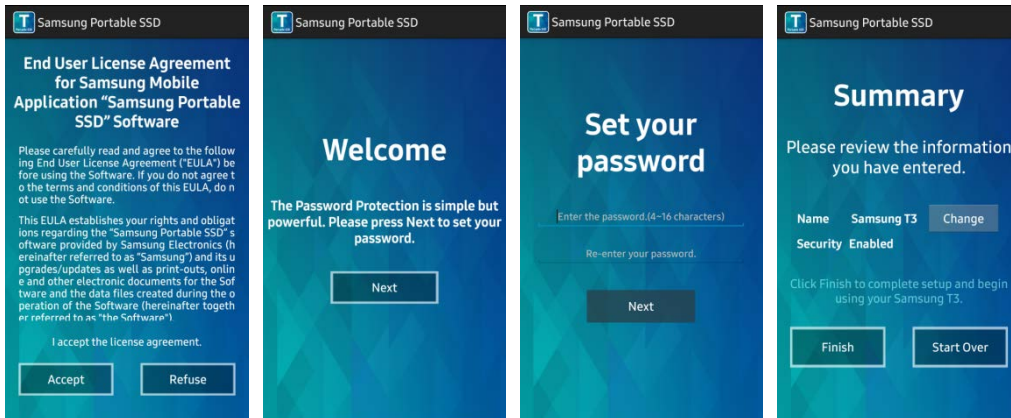 T Samsung Portable SSD
End User License Agreement
for Samsung Mobile
Application “Samsung Portable
SSD” Software
Please carefully read and agree to the follow
ing End User License Agreement ("EULA") be
fore using the Software. If you do not agree t
o the terms and conditions of this EULA, do n
ot use the Software.
This EULA establishes your rights and obligat
ions regarding the "Samsung Portable SSD" s
oftware provided by Samsung Electronics (h
ereinafter referred to as "Samsung") and its u
pgrades/updates as well as print-outs, onlin
e and other electronic documents for the Sof
tware and the data files created during the o
peration of the Software (hereinafter togeth
er referred to as "the Software")
I accept the license agreement.
Accept Refuse
T Samsung Portable SSD
Welcome
The Password Protection is simple but
powerful. Please press Next to set your
password.
Next
T Samsung Portable SSD
Set your
password
Enter the password.(4~16 characters)
Re-enter your password.
Next
T Samsung Portable SSD
Summary
Please review the information
you have entered.
Name Samsung T3 Change
Security Enabled
Click Finish to complete setup and begin
using your Samsung T3.
Finish Start Over